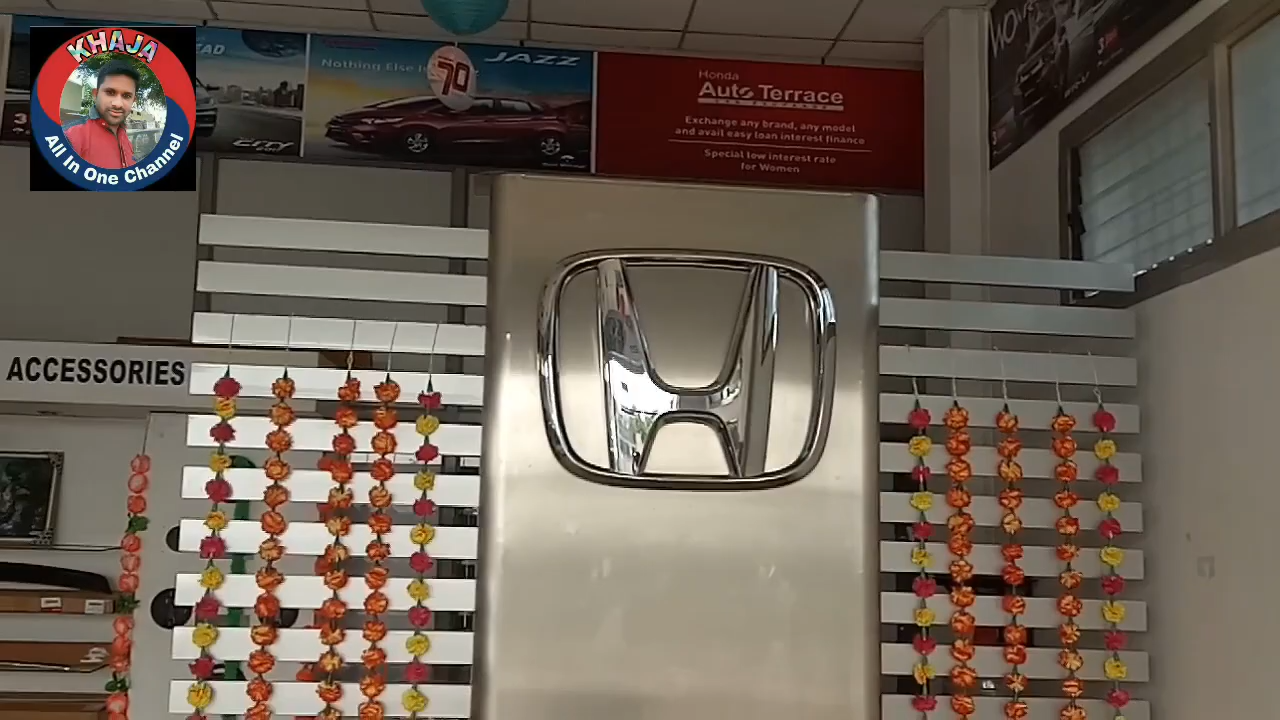 KHAJA
All In One Channel
CITY
Nothing Else
JAZZ
70
Honda
Auto Terrace
Exchange any brand, any model
and avail easy loan interest finance
Special low interest rate
for Women
ACCESSORIES